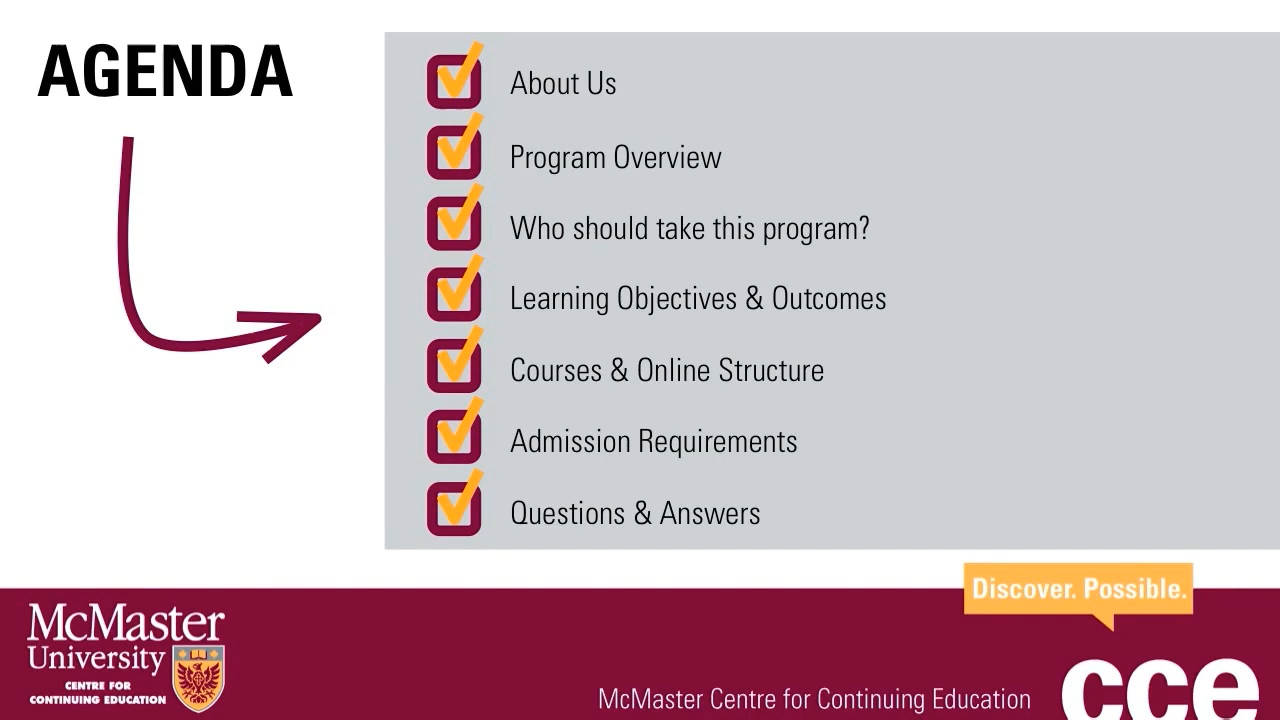 AGENDA
About Us
Program Overview
Who should take this program?
Learning Objectives & Outcomes
Courses & Online Structure
Admission Requirements
Questions & Answers
Discover. Possible.
McMaster
University
CENTRE FOR
CONTINUING EDUCATION
McMaster Centre for Continuing Education
cce